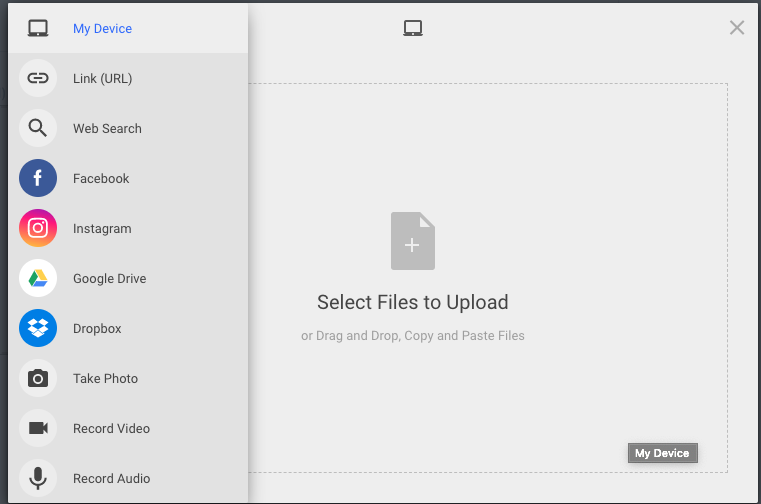 My Device
Link (URL)
Web Search
Facebook
Instagram
Google Drive
Dropbox
Take Photo
Record Video
Record Audio
Select Files to Upload
or Drag and Drop, Copy and Paste Files
My Device